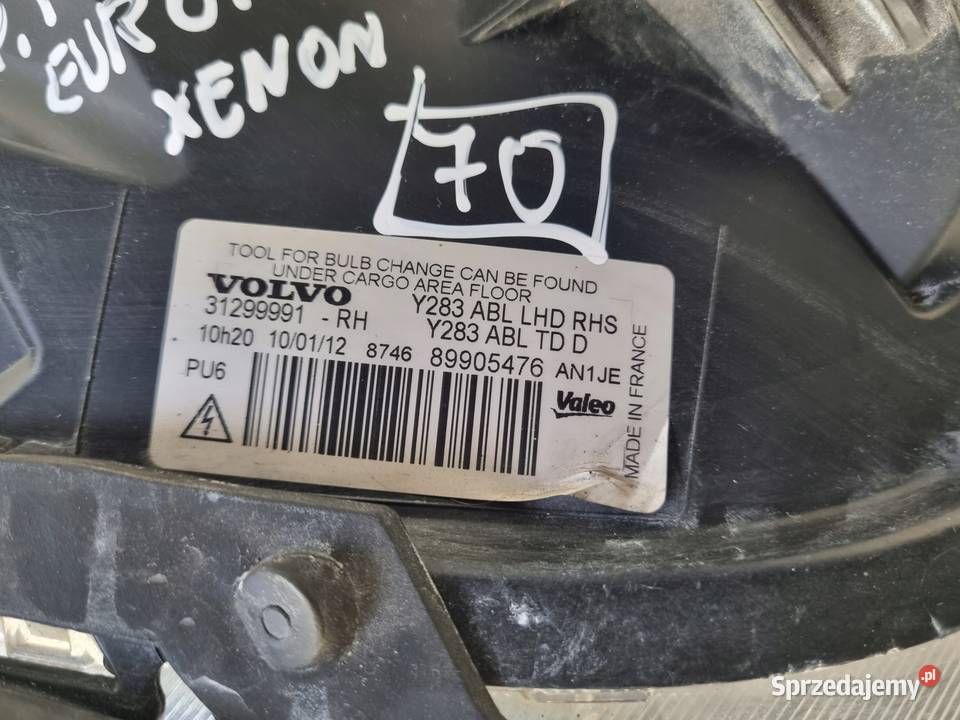 XENON
70
TOOL FOR BULB CHANGE CAN BE FOUND
UNDER CARGO AREA FLOOR
VOLVO
31299991 - RH
Y283 ABL LHD RHS
Y283 ABL TD D
10h20 10/01/12 8746 89905476 AN1JE
PU6
Valeo
MADE IN FRANCE
Sprzedajemy.pl